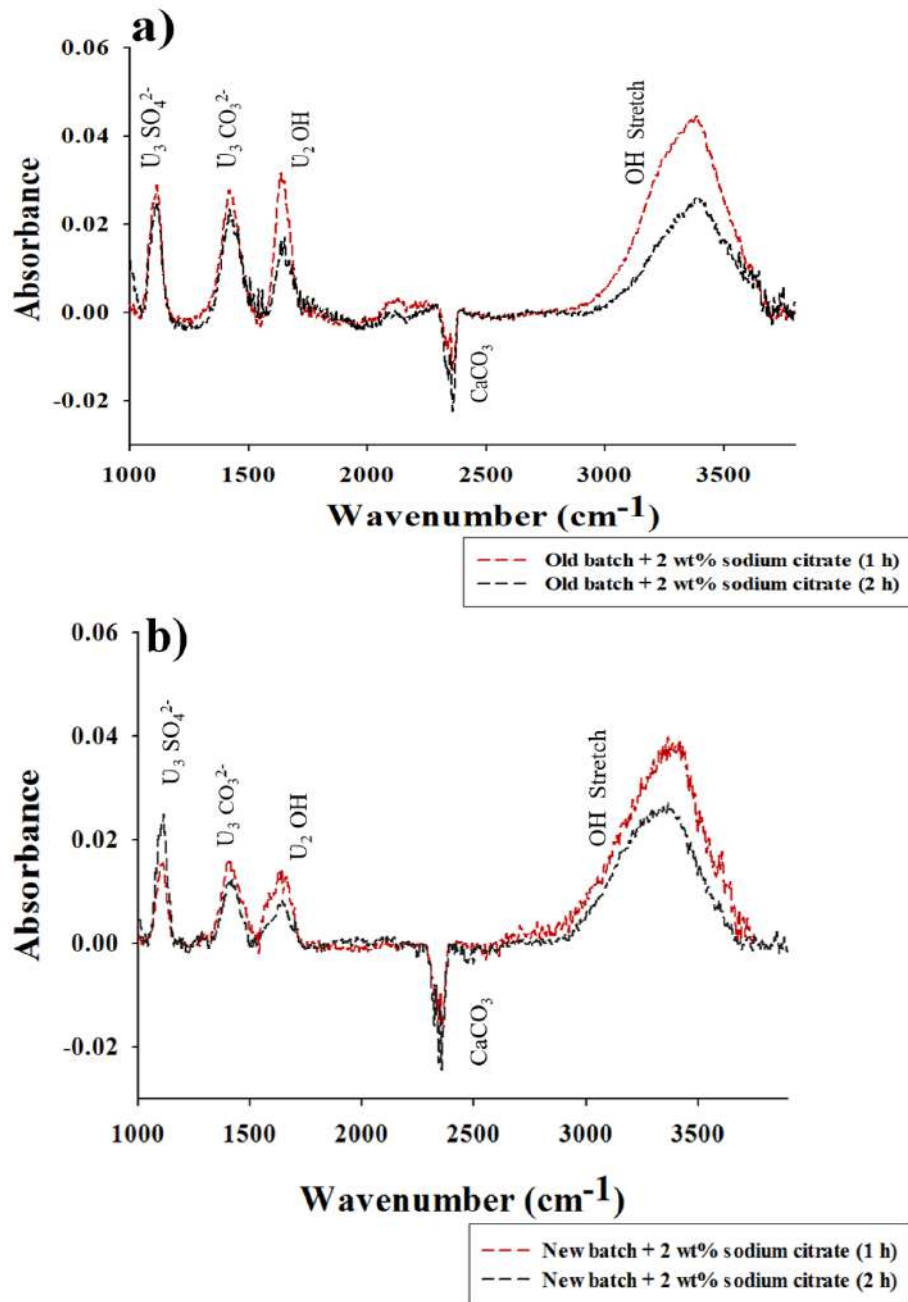 a)
0.06
0.04
0.02
0.00
-0.02
Absorbance
U₃ SO₄²⁻
U₃ CO₃²⁻
U₂ OH
CaCO₃
OH Stretch
1000 1500 2000 2500 3000 3500
Wavenumber (cm⁻¹)
Old batch + 2 wt% sodium citrate (1 h)
Old batch + 2 wt% sodium citrate (2 h)
b)
0.06
0.04
0.02
0.00
-0.02
Absorbance
U₃ SO₄²⁻
U₃ CO₃²⁻
U₂ OH
CaCO₃
OH Stretch
1000 1500 2000 2500 3000 3500
Wavenumber (cm⁻¹)
New batch + 2 wt% sodium citrate (1 h)
New batch + 2 wt% sodium citrate (2 h)